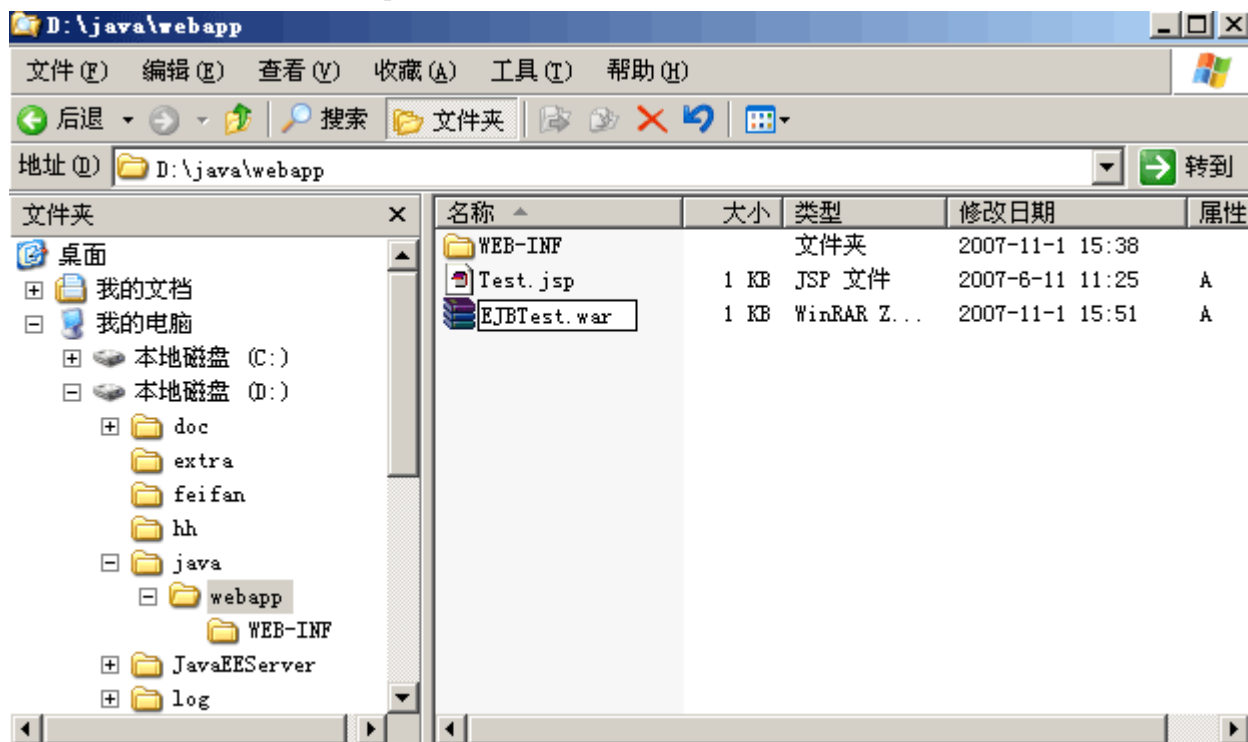 D:\java\webapp
文件(F) 编辑(E) 查看(V) 收藏(A) 工具(T) 帮助(H)
后退 搜索 文件夹
地址(D) D:\java\webapp 转到
文件夹 名称 大小 类型 修改日期 属性
桌面 WEB-INF 文件夹 2007-11-1 15:38
我的文档 Test.jsp 1 KB JSP 文件 2007-6-11 11:25 A
我的电脑 EJBTest.war 1 KB WinRAR Z... 2007-11-1 15:51 A
本地磁盘 (C:)
本地磁盘 (D:)
doc
extra
feifan
hh
java
webapp
WEB-INF
JavaEEServer
log